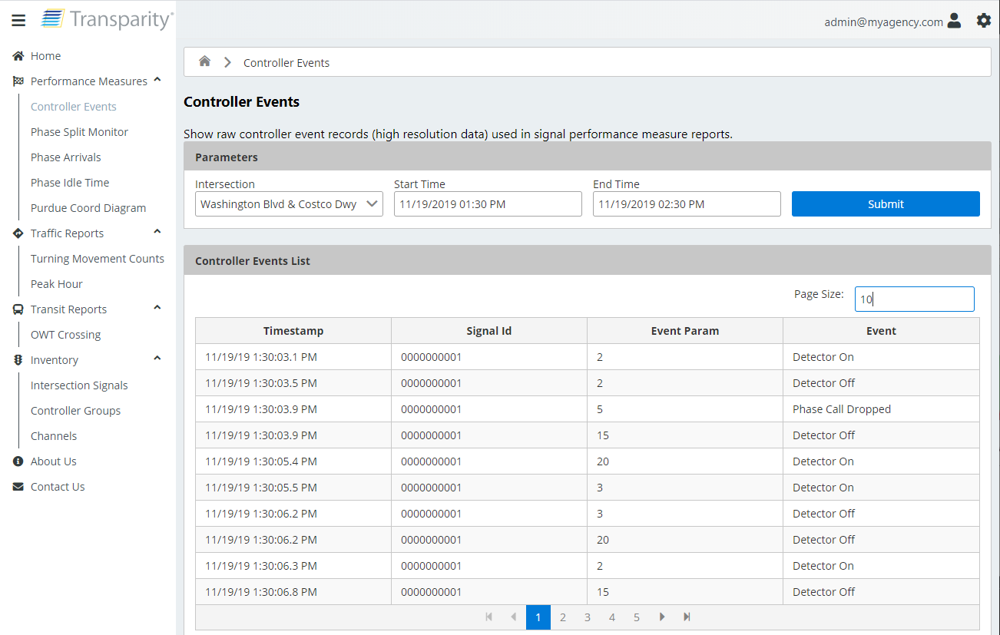 Transparity®
admin@myagency.com
Home
Performance Measures
Controller Events
Phase Split Monitor
Phase Arrivals
Phase Idle Time
Purdue Coord Diagram
Traffic Reports
Turning Movement Counts
Peak Hour
Transit Reports
OWT Crossing
Inventory
Intersection Signals
Controller Groups
Channels
About Us
Contact Us
Controller Events
Controller Events
Show raw controller event records (high resolution data) used in signal performance measure reports.
Parameters
Intersection Start Time End Time
Washington Blvd & Costco Dwy 11/19/2019 01:30 PM 11/19/2019 02:30 PM Submit
Controller Events List
Page Size: 10
Timestamp Signal Id Event Param Event
11/19/19 1:30:03.1 PM 0000000001 2 Detector On
11/19/19 1:30:03.5 PM 0000000001 2 Detector Off
11/19/19 1:30:03.9 PM 0000000001 5 Phase Call Dropped
11/19/19 1:30:03.9 PM 0000000001 15 Detector Off
11/19/19 1:30:05.4 PM 0000000001 20 Detector On
11/19/19 1:30:05.5 PM 0000000001 3 Detector On
11/19/19 1:30:06.2 PM 0000000001 3 Detector Off
11/19/19 1:30:06.2 PM 0000000001 20 Detector Off
11/19/19 1:30:06.3 PM 0000000001 2 Detector On
11/19/19 1:30:06.8 PM 0000000001 15 Detector Off
1 2 3 4 5